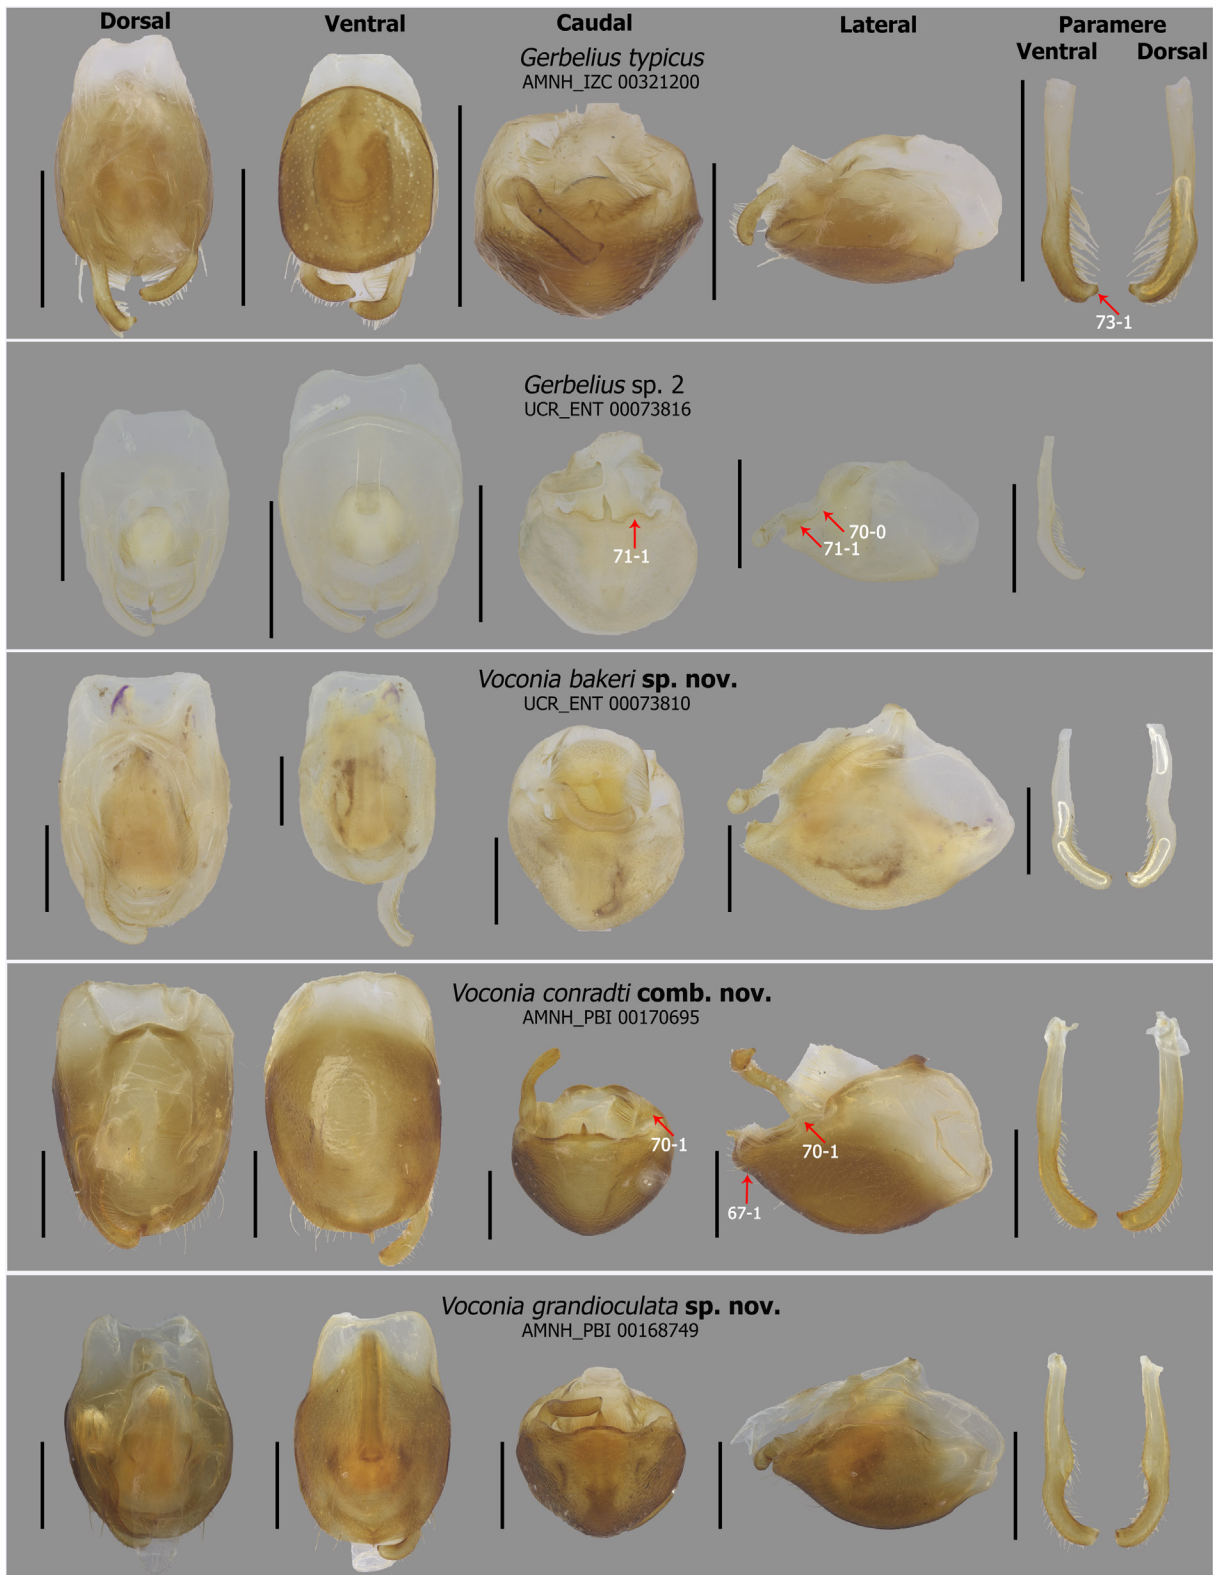 Dorsal Ventral Caudal Lateral Paramere
Ventral Dorsal
Gerbelius typicus
AMNH_IZC 00321200
73-1
Gerbelius sp. 2
UCR_ENT 00073816
71-1
70-0
71-1
Voconia bakeri sp. nov.
UCR_ENT 00073810
Voconia conradti comb. nov.
AMNH_PBI 00170695
70-1
70-1
67-1
Voconia grandioculata sp. nov.
AMNH_PBI 00168749